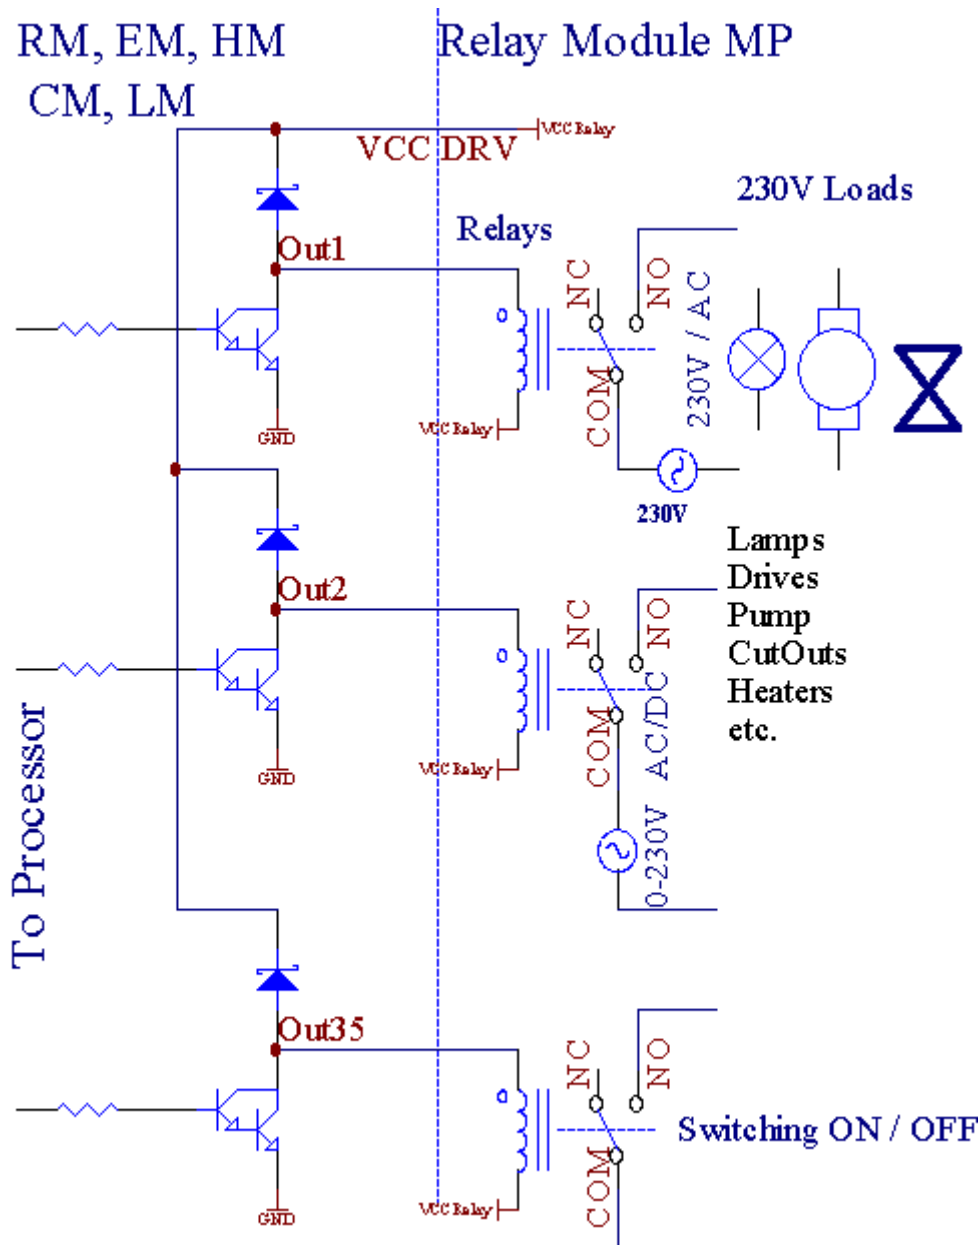 RM, EM, HM
CM, LM
Relay Module MP
VCC DRV
VCC Relay
230V Loads
Relays
Out1
NC
NO
COM
230V / AC
GND
VCC Relay
230V
Out2
NC
NO
COM
0-230V AC/DC
GND
VCC Relay
Lamps
Drives
Pump
CutOuts
Heaters
etc.
To Processor
Out35
NC
NO
COM
GND
VCC Relay
Switching ON / OFF